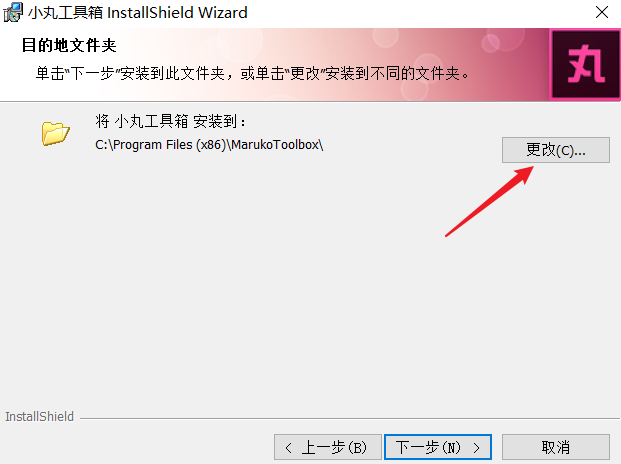 小丸工具箱 InstallShield Wizard
目的地文件夹
单击“下一步”安装到此文件夹，或单击“更改”安装到不同的文件夹。
丸
将 小丸工具箱 安装到：
C:\Program Files (x86)\MarukoToolbox\
更改(C)...
InstallShield
< 上一步(B)
下一步(N) >
取消